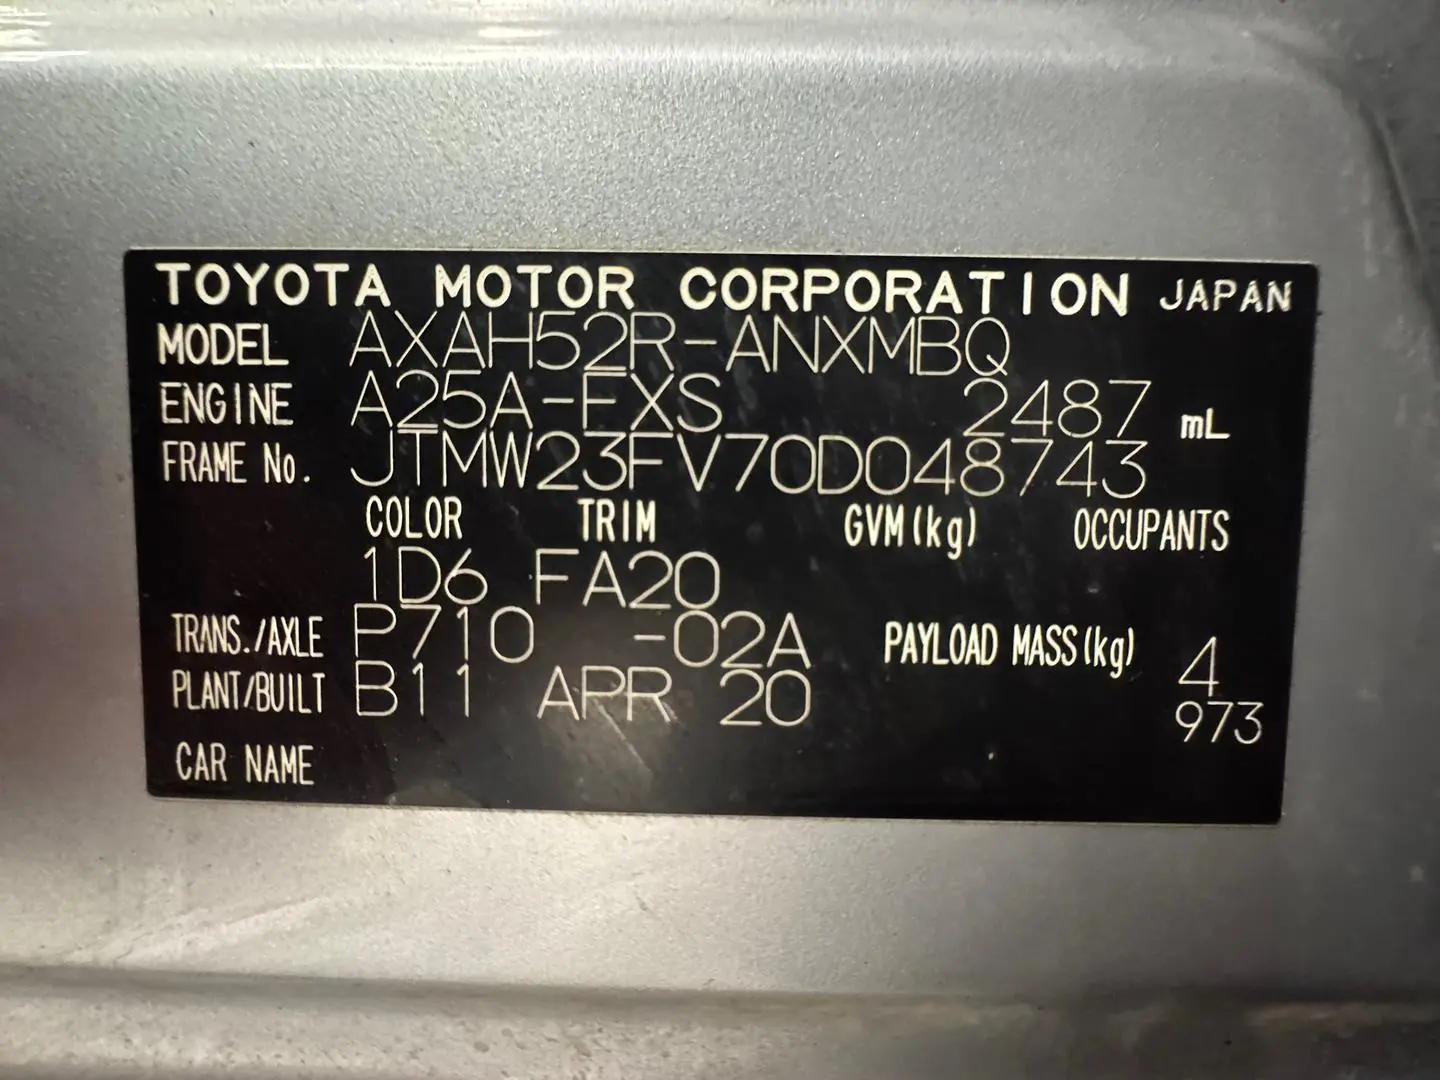 TOYOTA MOTOR CORPORATION JAPAN
MODEL AXAH52R-ANXMBQ
ENGINE A25A-FXS 2487 mL
FRAME No. JTMW23FV70D048743
COLOR TRIM GVM(kg) OCCUPANTS
1D6 FA20
TRANS./AXLE P710 -02A PAYLOAD MASS(kg) 4
PLANT/BUILT B11 APR 20 973
CAR NAME